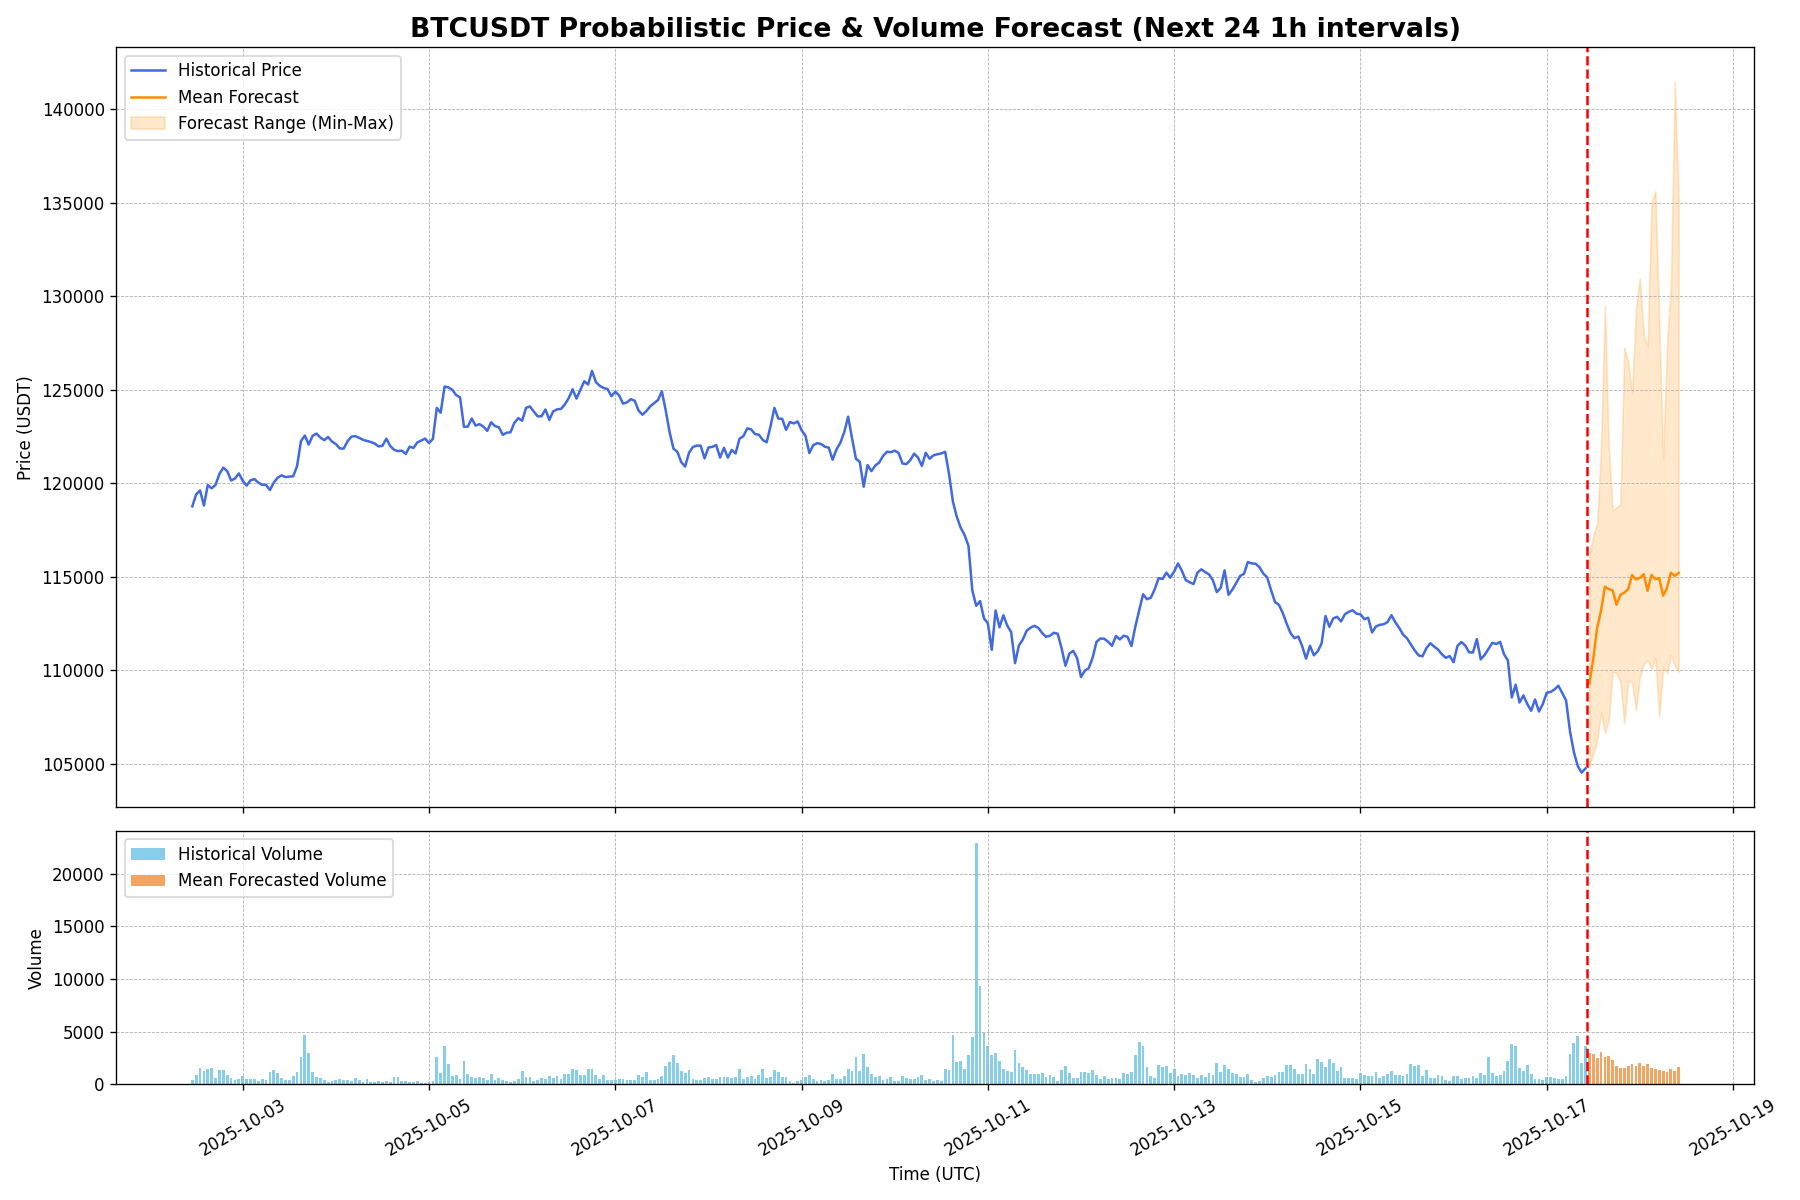 BTCUSDT Probabilistic Price & Volume Forecast (Next 24 1h intervals)
Historical Price
Mean Forecast
Forecast Range (Min-Max)
140000
135000
130000
125000
120000
115000
110000
105000
Price (USDT)
Historical Volume
Mean Forecasted Volume
20000
15000
10000
5000
0
Volume
2025-10-03
2025-10-05
2025-10-07
2025-10-09
2025-10-11
2025-10-13
2025-10-15
2025-10-17
2025-10-19
Time (UTC)